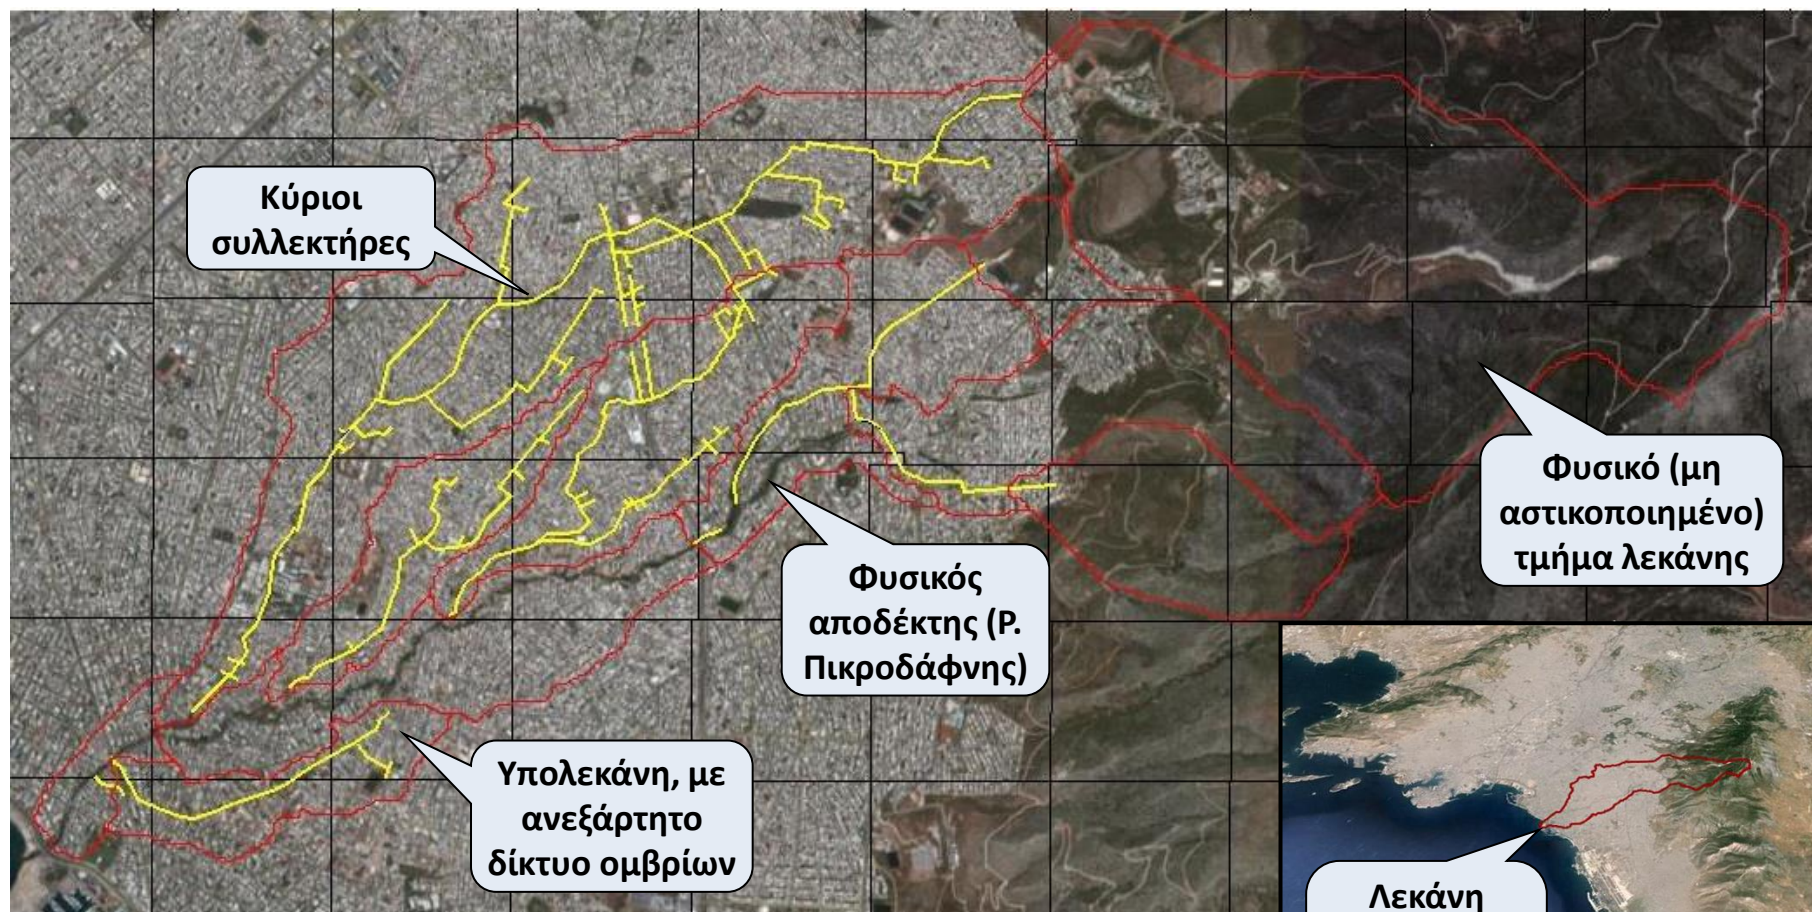 Κύριοι
συλλεκτήρες
Φυσικό (μη
αστικοποιημένο)
τμήμα λεκάνης
Φυσικός
αποδέκτης (Ρ.
Πικροδάφνης)
Υπολεκάνη, με
ανεξάρτητο
δίκτυο ομβρίων
Λεκάνη